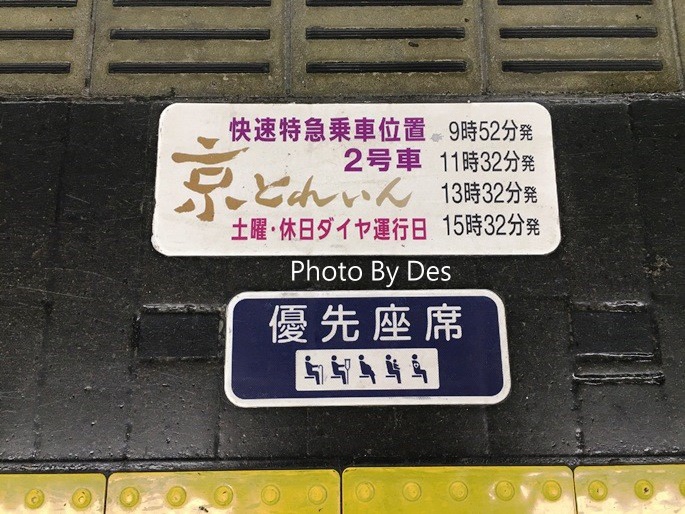 快速特急乗車位置 9時52分発
2号車 11時32分発
京とれいん 13時32分発
土曜・休日ダイヤ運行日 15時32分発
Photo By Des
優先座席